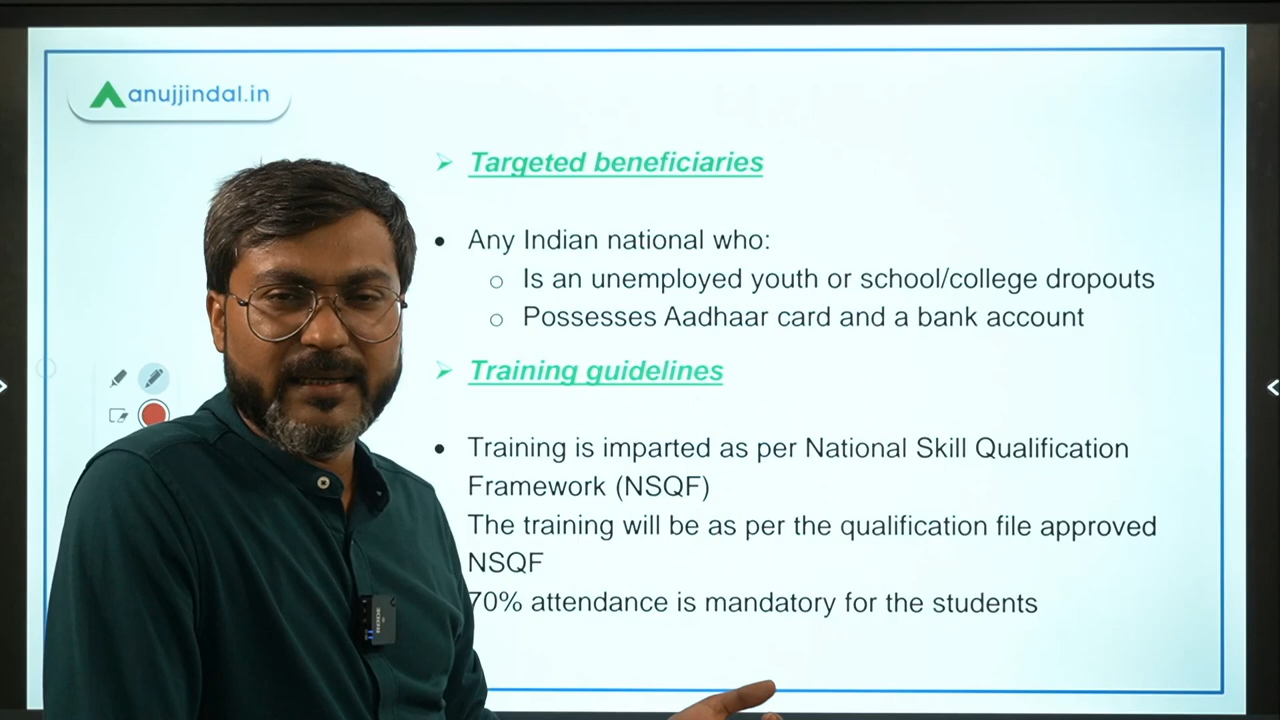 anujjindal.in
Targeted beneficiaries
Any Indian national who:
Is an unemployed youth or school/college dropouts
Possesses Aadhaar card and a bank account
Training guidelines
Training is imparted as per National Skill Qualification
Framework (NSQF)
The training will be as per the qualification file approved
NSQF
70% attendance is mandatory for the students